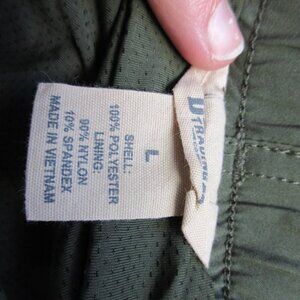 L
SHELL:
100% POLYESTER
LINING:
90% NYLON
10% SPANDEX
MADE IN VIETNAM